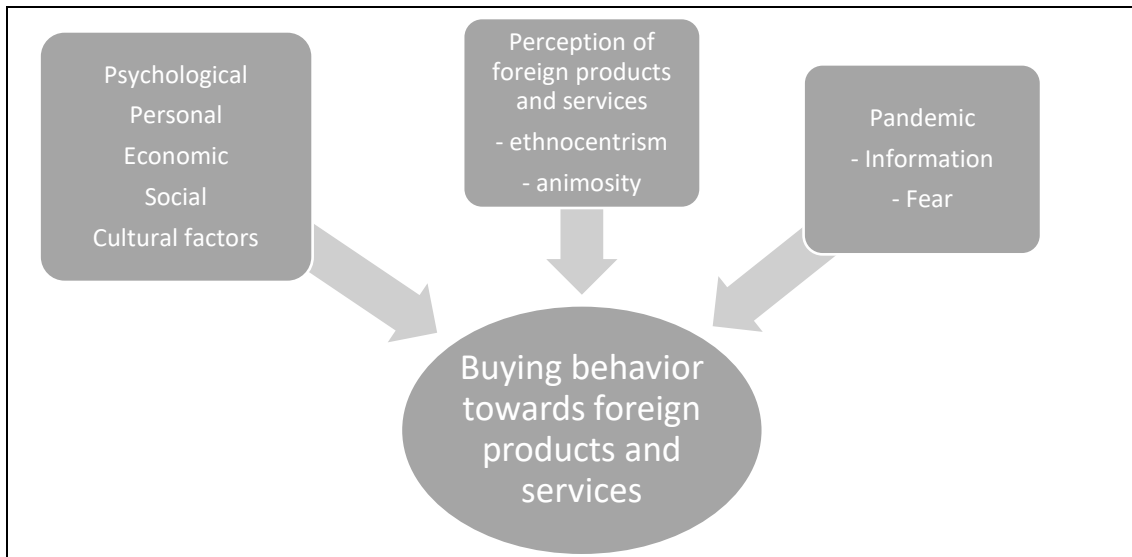 Psychological
Personal
Economic
Social
Cultural factors
Perception of
foreign products
and services
- ethnocentrism
- animosity
Pandemic
- Information
- Fear
Buying behavior
towards foreign
products and
services